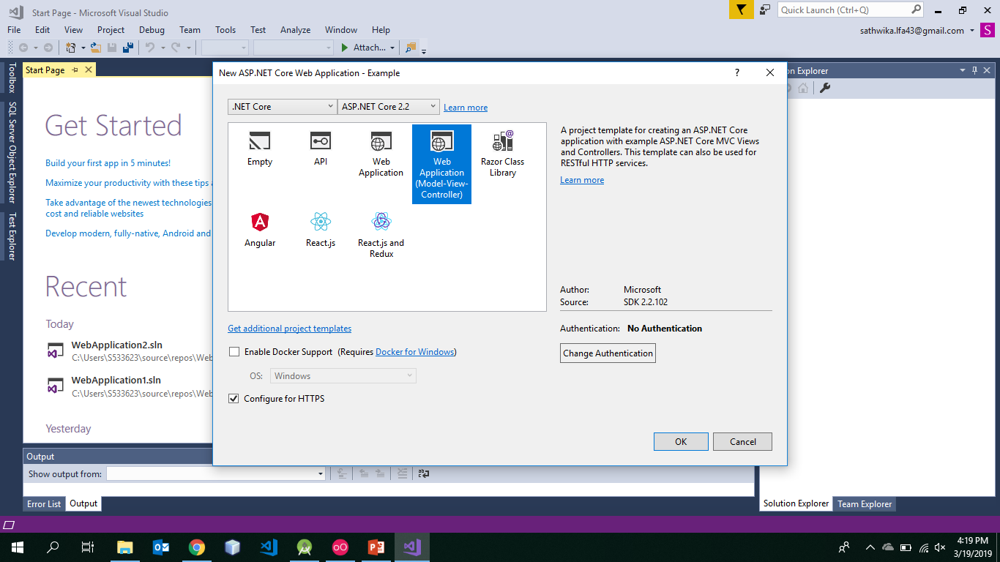 Start Page - Microsoft Visual Studio
Quick Launch (Ctrl+Q)
File Edit View Project Debug Team Tools Test Analyze Window Help
sathwika.lfa43@gmail.com S
Attach...
Toolbox
SQL Server Object Explorer
Test Explorer
Start Page
Get Started
Build your first app in 5 minutes!
Maximize your productivity with these tips
Take advantage of the newest technologies
cost and reliable websites
Develop modern, fully-native, Android and
Recent
Today
WebApplication2.sln
C:\Users\S533623\source\repos\Web
WebApplication1.sln
C:\Users\S533623\source\repos\Web
Yesterday
New ASP.NET Core Web Application - Example
?
.NET Core
ASP.NET Core 2.2
Learn more
Empty
API
Web
Application
Web
Application
(Model-View-
Controller)
Razor Class
Library
Angular
React.js
React.js and
Redux
A project template for creating an ASP.NET Core
application with example ASP.NET Core MVC Views
and Controllers. This template can also be used for
RESTful HTTP services.
Learn more
Author: Microsoft
Source: SDK 2.2.102
Get additional project templates
Authentication: No Authentication
Change Authentication
Enable Docker Support (Requires Docker for Windows)
OS: Windows
Configure for HTTPS
OK
Cancel
on Explorer
Output
Show output from:
Error List
Output
Solution Explorer
Team Explorer
4:19 PM
3/19/2019